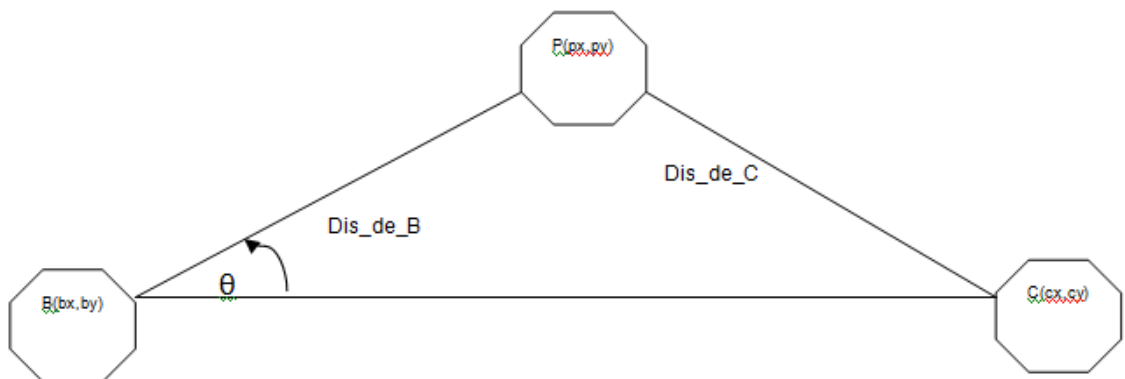 P(px,py)
Dis_de_C
Dis_de_B
θ
B(bx,by)
C(cx,cy)